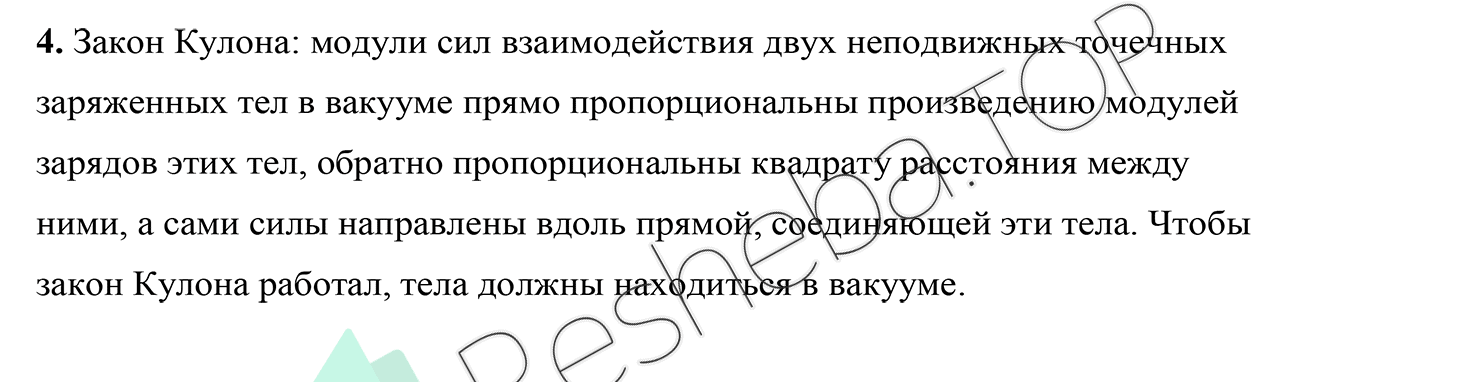 4. Закон Кулона: модули сил взаимодействия двух неподвижных точечных
заряженных тел в вакууме прямо пропорциональны произведению модулей
зарядов этих тел, обратно пропорциональны квадрату расстояния между
ними, а сами силы направлены вдоль прямой, соединяющей эти тела. Чтобы
закон Кулона работал, тела должны находиться в вакууме.
Resheba.TOP